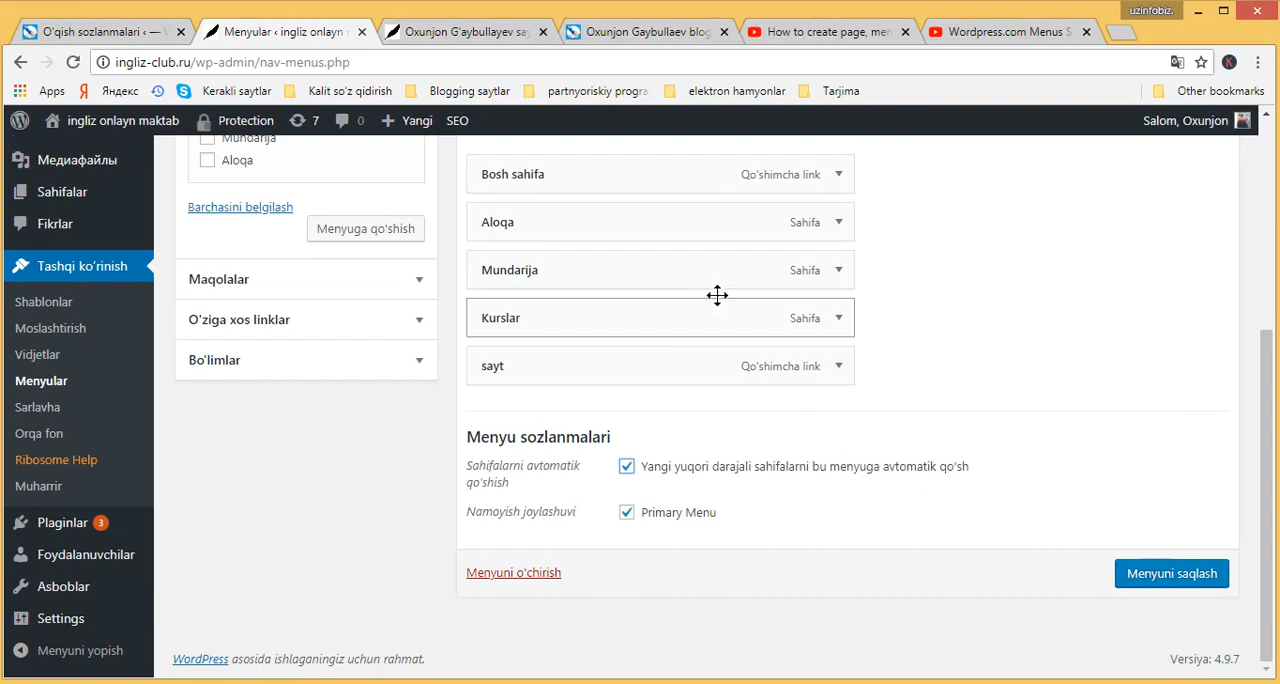 uzinfobiz.
O'qish sozlanmalari ‹ —
Menyular ‹ ingliz onlayn
Oxunjon G'aybullayev say
Oxunjon Gaybullaev blog
How to create page, men
Wordpress.com Menus S
ingliz-club.ru/wp-admin/nav-menus.php
K
Apps
Я Яндекс
Kerakli saytlar
Kalit so'z qidirish
Blogging saytlar
partnyoriskiy progra
elektron hamyonlar
Tarjima
Other bookmarks
ingliz onlayn maktab
Protection
7
0
Yangi
SEO
Salom, Oxunjon
Медиафайлы
Sahifalar
Fikrlar
Tashqi ko‘rinish
Shablonlar
Moslashtirish
Vidjetlar
Menyular
Sarlavha
Orqa fon
Ribosome Help
Muharrir
Plaginlar 3
Foydalanuvchilar
Asboblar
Settings
Menyuni yopish
Mundarija
Aloqa
Barchasini belgilash
Menyuga qo'shish
Maqolalar
O'ziga xos linklar
Bo'limlar
Bosh sahifa Qo'shimcha link
Aloqa Sahifa
Mundarija Sahifa
Kurslar Sahifa
sayt Qo'shimcha link
Menyu sozlanmalari
Sahifalarni avtomatik
qo'shish
Yangi yuqori darajali sahifalarni bu menyuga avtomatik qo'sh
Namoyish joylashuvi
Primary Menu
Menyuni o'chirish
Menyuni saqlash
WordPress asosida ishlaganingiz uchun rahmat.
Versiya: 4.9.7